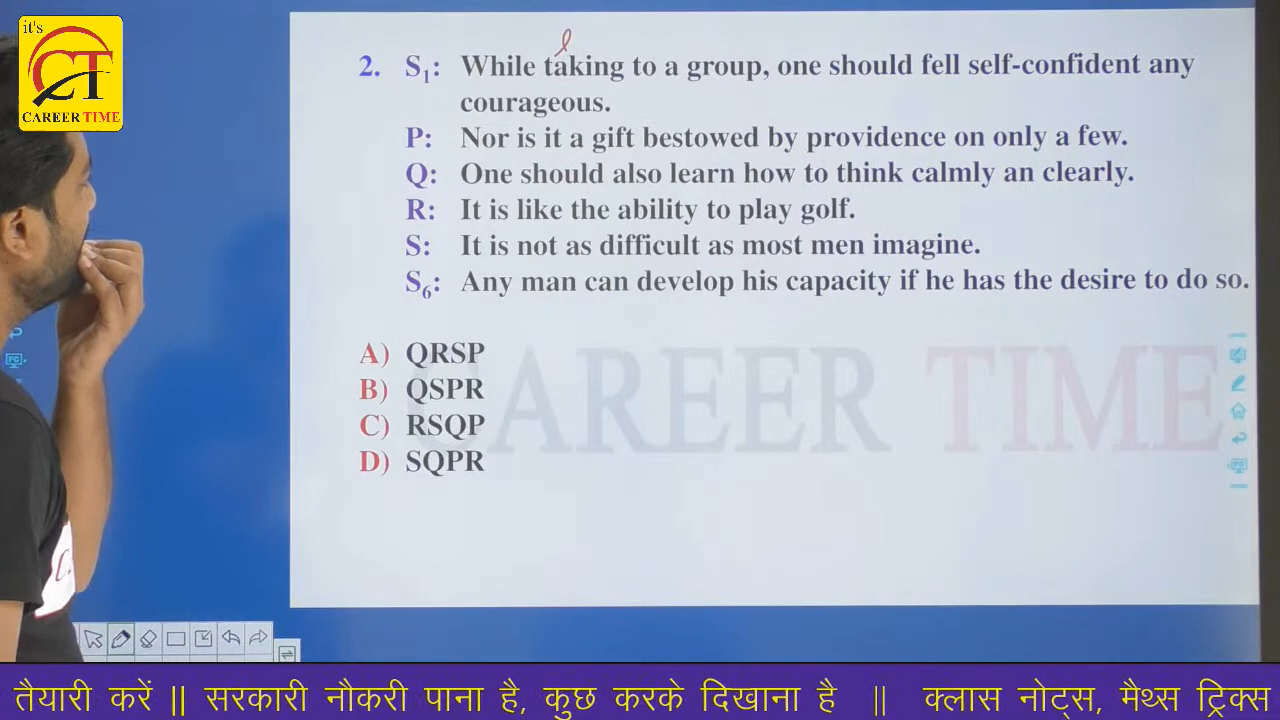 it's
CT
CAREER TIME
l
2. S1: While taking to a group, one should fell self-confident any
courageous.
P: Nor is it a gift bestowed by providence on only a few.
Q: One should also learn how to think calmly an clearly.
R: It is like the ability to play golf.
S: It is not as difficult as most men imagine.
S6: Any man can develop his capacity if he has the desire to do so.
A) QRSP
B) QSPR
C) RSQP
D) SQPR
CAREER TIME
तैयारी करें || सरकारी नौकरी पाना है, कुछ करके दिखाना है || क्लास नोट्स, मैथ्स ट्रिक्स